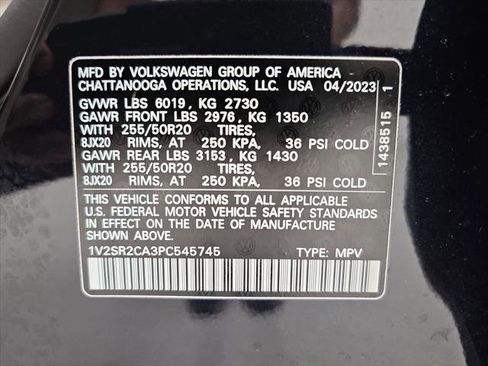 MFD BY VOLKSWAGEN GROUP OF AMERICA
CHATTANOOGA OPERATIONS, LLC. USA 04/2023
GVWR LBS 6019, KG 2730
GAWR FRONT LBS 2976, KG 1350
WITH 255/50R20 TIRES,
8JX20 RIMS, AT 250 KPA, 36 PSI COLD
GAWR REAR LBS 3153, KG 1430
WITH 255/50R20 TIRES,
8JX20 RIMS, AT 250 KPA, 36 PSI COLD
THIS VEHICLE CONFORMS TO ALL APPLICABLE
U.S. FEDERAL MOTOR VEHICLE SAFETY STANDARDS
IN EFFECT ON THE DATE OF MANUFACTURE
SHOWN ABOVE
1V2SR2CA3PC545745 TYPE: MPV
1438515 1